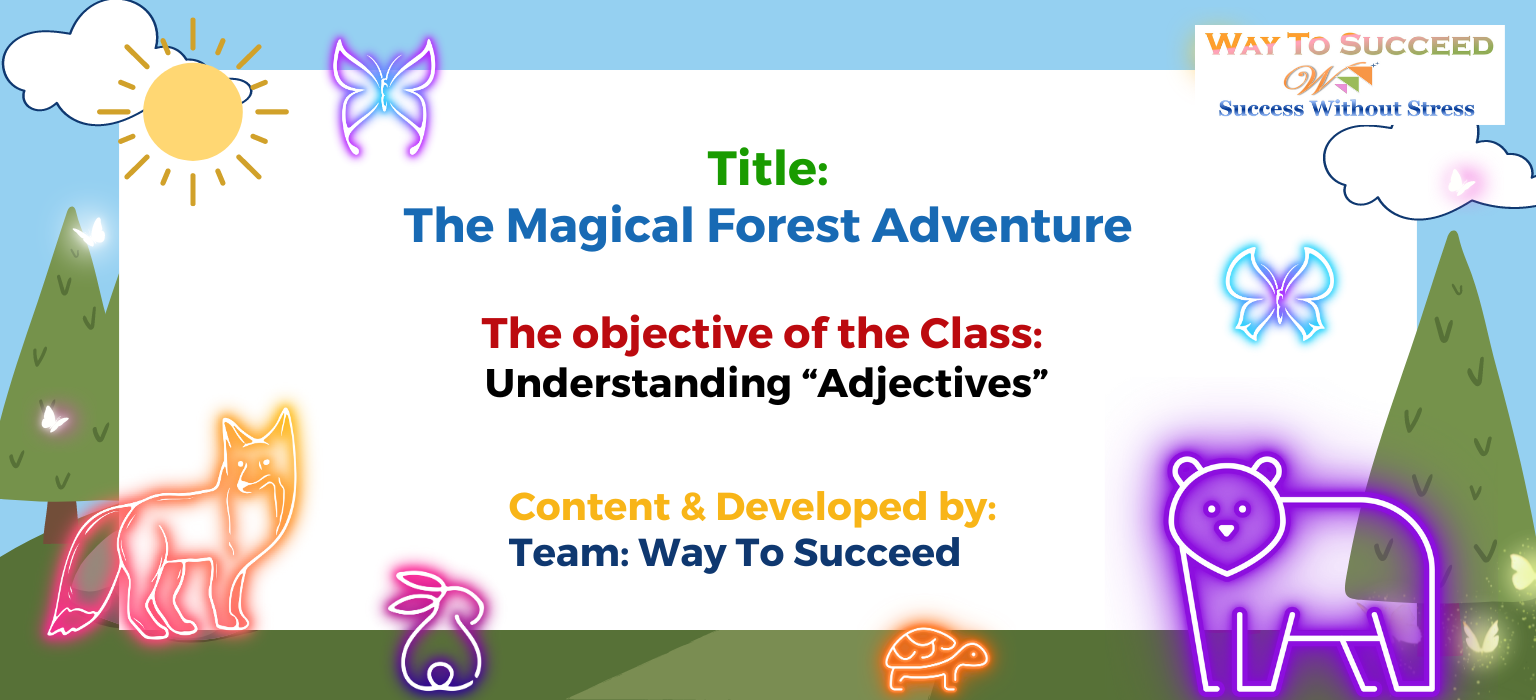 WAY TO SUCCEED
W
Success Without Stress
Title:
The Magical Forest Adventure
The objective of the Class:
Understanding “Adjectives”
Content & Developed by:
Team: Way To Succeed